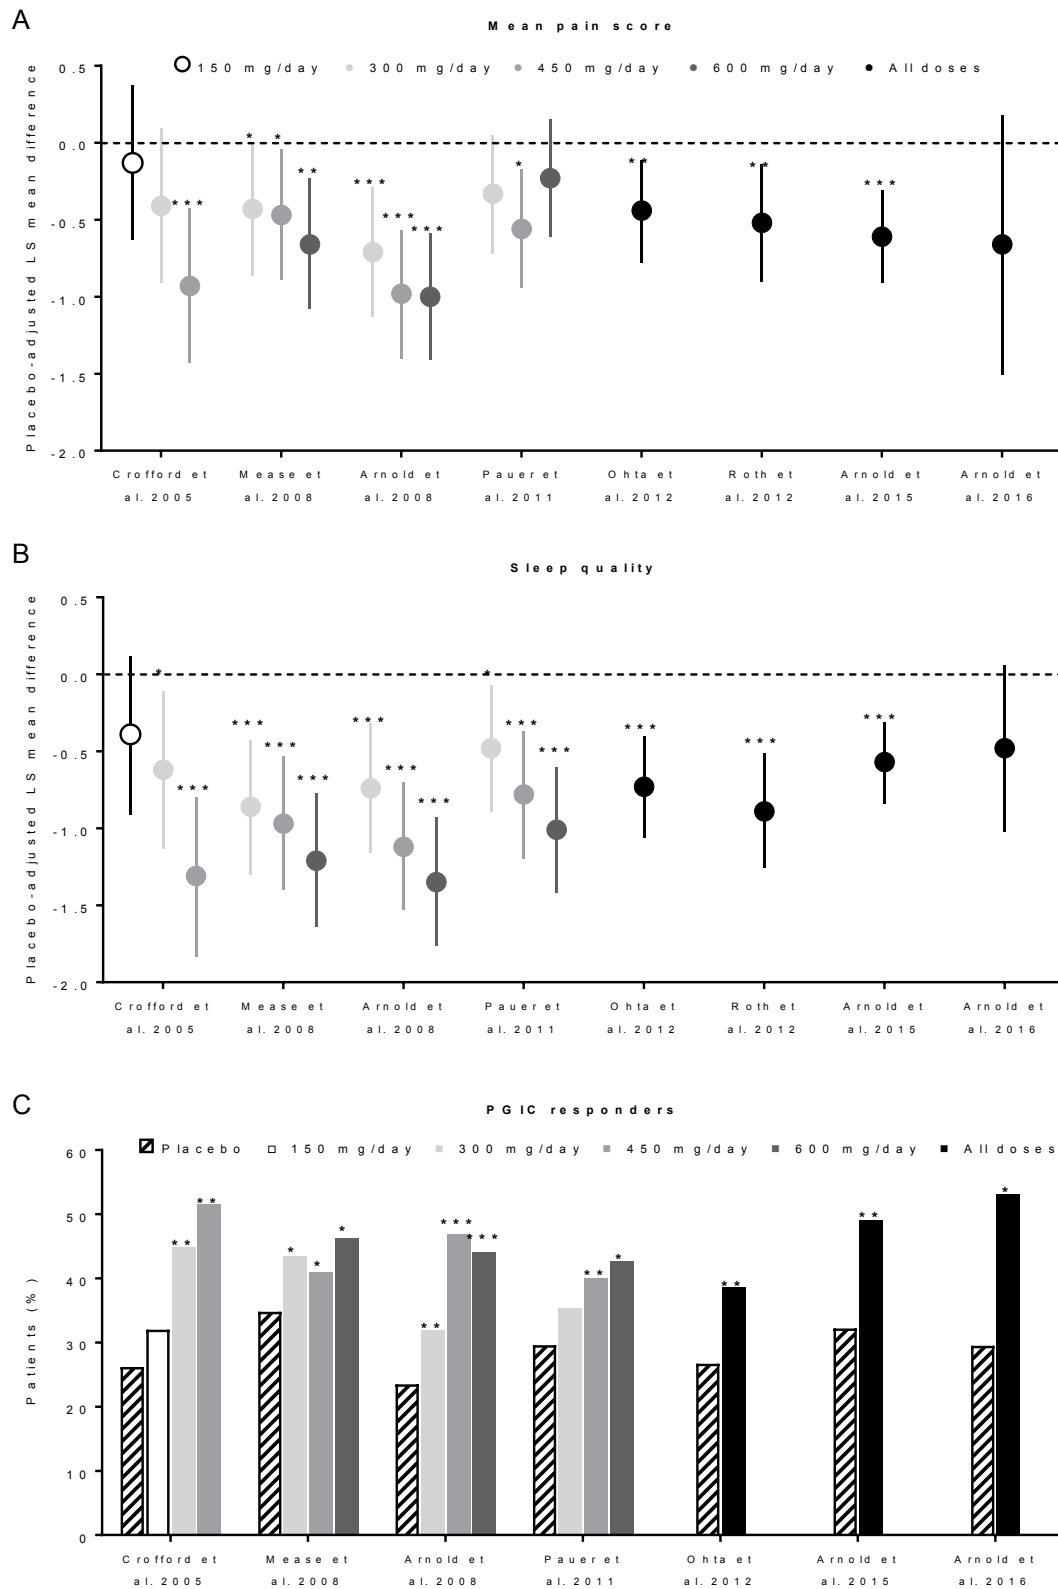 A
Mean pain score
Placebo-adjusted LS mean difference
150 mg/day 300 mg/day 450 mg/day 600 mg/day All doses
0.5
0.0
-0.5
-1.0
-1.5
-2.0
* * * * * * * * * * * * * * * * * * * * * * * * *
Crofford et al. 2005
Mease et al. 2008
Arnold et al. 2008
Pauer et al. 2011
Ohta et al. 2012
Roth et al. 2012
Arnold et al. 2015
Arnold et al. 2016
B
Sleep quality
Placebo-adjusted LS mean difference
0.5
0.0
-0.5
-1.0
-1.5
-2.0
* *** *** *** *** *** *** *** * *** *** *** *** ***
Crofford et al. 2005
Mease et al. 2008
Arnold et al. 2008
Pauer et al. 2011
Ohta et al. 2012
Roth et al. 2012
Arnold et al. 2015
Arnold et al. 2016
C
PGIC responders
Patients (%)
Placebo 150 mg/day 300 mg/day 450 mg/day 600 mg/day All doses
60
50
40
30
20
10
0
** ** * * * ** *** *** ** * ** ** *
Crofford et al. 2005
Mease et al. 2008
Arnold et al. 2008
Pauer et al. 2011
Ohta et al. 2012
Arnold et al. 2015
Arnold et al. 2016